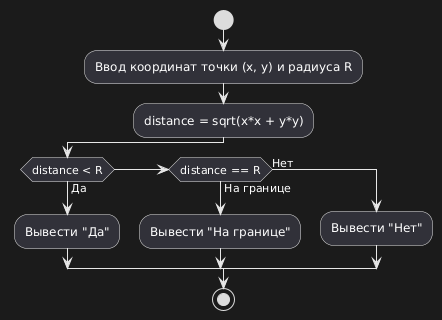 Ввод координат точки (x, y) и радиуса R
distance = sqrt(x*x + y*y)
distance < R
distance == R
Нет
Да
На границе
Вывести "Да"
Вывести "На границе"
Вывести "Нет"